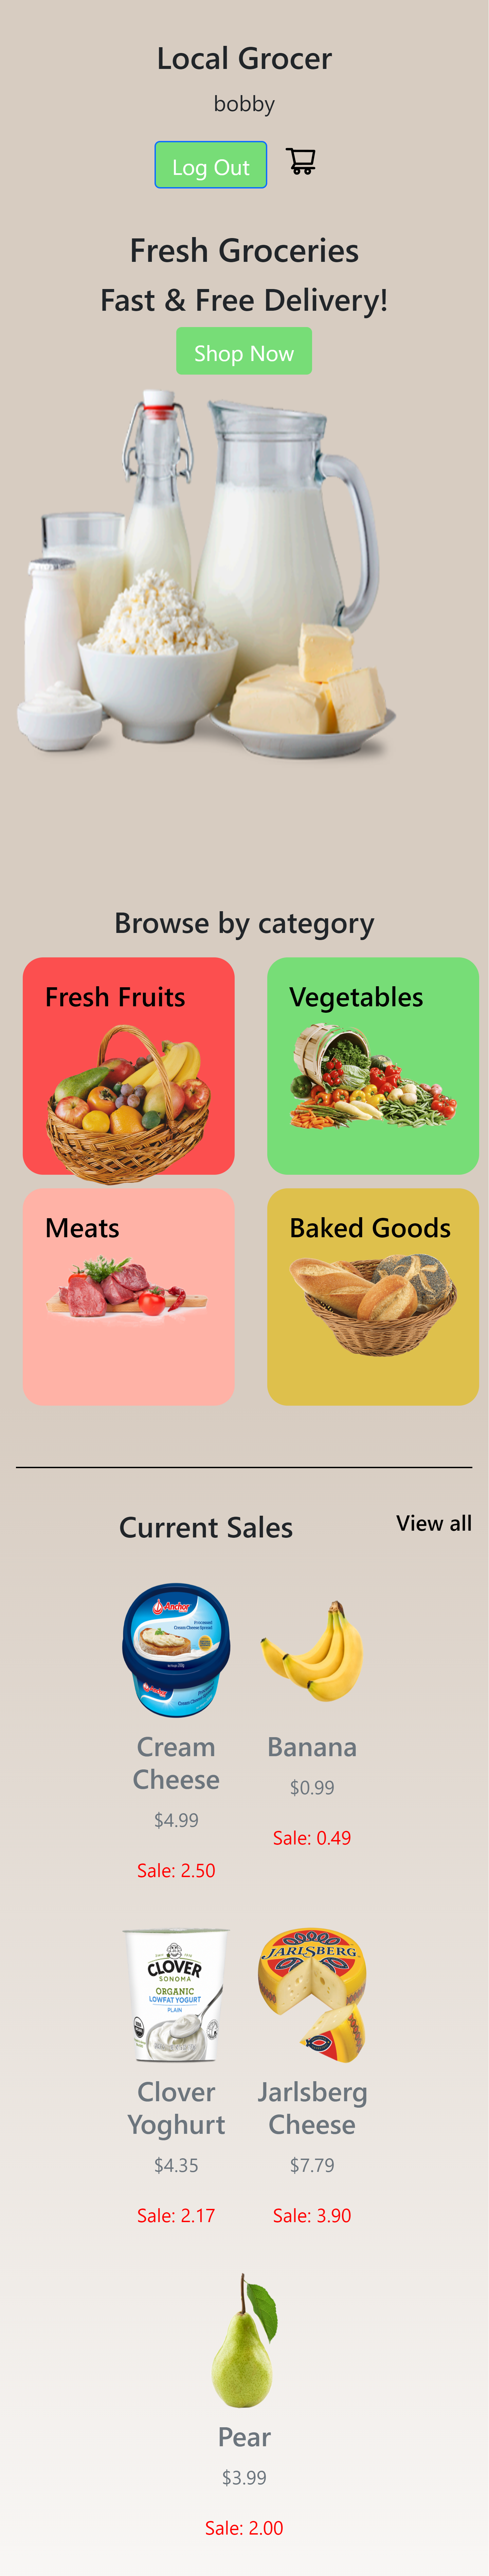 Local Grocer
bobby
Log Out
Fresh Groceries
Fast & Free Delivery!
Shop Now
Browse by category
Fresh Fruits
Vegetables
Meats
Baked Goods
Current Sales
View all
Anchor
Cream Cheese Spread
Cream
Cheese
$4.99
Sale: 2.50
Banana
$0.99
Sale: 0.49
CLOVER
SONOMA
ORGANIC
LOWFAT YOGURT
PLAIN
Clover
Yoghurt
$4.35
Sale: 2.17
JARLSBERG
Jarlsberg
Cheese
$7.79
Sale: 3.90
Pear
$3.99
Sale: 2.00